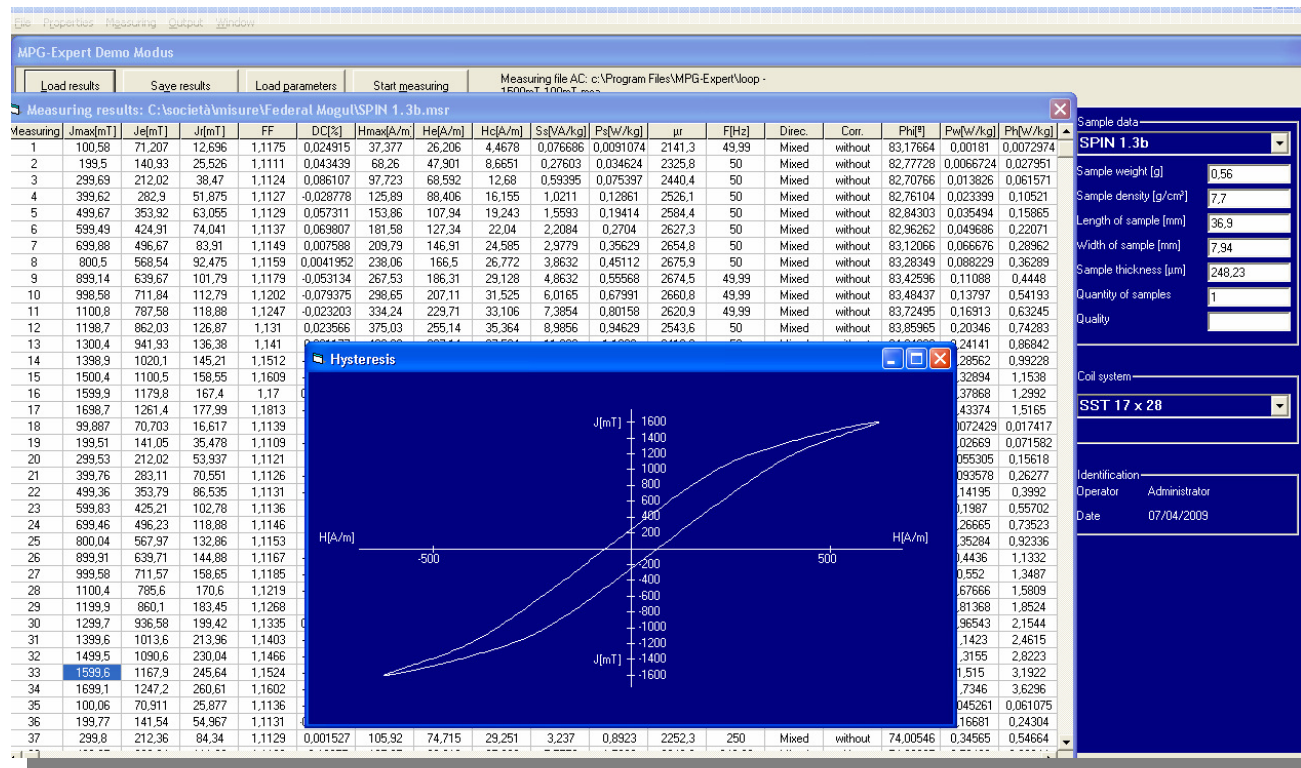 File Properties Measuring Output Window
MPG-Expert Demo Modus
Load results Save results Load parameters Start measuring Measuring file AC: c:\Program Files\MPG-Expert\loop -
1500mT 100mT mea
Measuring results: C:\società\misure\Federal Mogul\SPIN 1.3b.msr
Measuring Jmax[mT] Je[mT] Jr[mT] FF DC[%] Hmax[A/m] He[A/m] Hc[A/m] Ss[VA/kg] Ps[W/kg] µr F[Hz] Direc. Corr. Phi[º] Pw[W/kg] Ph[W/kg]
1 100,58 71,207 12,696 1,1175 0,024915 37,377 26,206 4,4678 0,076686 0,0091074 2141,3 49,99 Mixed without 83,17664 0,00181 0,0072974
2 199,5 140,93 25,526 1,1111 0,043439 68,26 47,901 8,6651 0,27603 0,034624 2325,8 50 Mixed without 82,77728 0,0066724 0,027951
3 299,69 212,02 38,47 1,1124 0,086107 97,723 68,592 12,68 0,59395 0,075397 2440,4 50 Mixed without 82,70766 0,013826 0,061571
4 399,62 282,9 51,875 1,1127 -0,028778 125,89 88,406 16,155 1,0211 0,12861 2526,1 50 Mixed without 82,76104 0,023399 0,10521
5 499,67 353,92 63,055 1,1129 0,057311 153,86 107,94 19,243 1,5593 0,19414 2584,4 50 Mixed without 82,84303 0,035494 0,15865
6 599,49 424,91 74,041 1,1137 0,069807 181,58 127,34 22,04 2,2084 0,2704 2627,3 50 Mixed without 82,96262 0,049686 0,22071
7 699,88 496,67 83,91 1,1149 0,007588 209,79 146,91 24,585 2,9779 0,35629 2654,8 50 Mixed without 83,12066 0,066676 0,28962
8 800,5 568,54 92,475 1,1159 0,0041952 238,06 166,5 26,772 3,8632 0,45112 2675,9 50 Mixed without 83,28349 0,088229 0,36289
9 899,14 639,67 101,79 1,1179 -0,053134 267,53 186,31 29,128 4,8632 0,55568 2674,5 49,99 Mixed without 83,42596 0,11088 0,4448
10 998,58 711,84 112,79 1,1202 -0,079375 298,65 207,11 31,525 6,0165 0,67991 2660,8 49,99 Mixed without 83,48437 0,13797 0,54193
11 1100,8 787,58 118,88 1,1247 -0,023203 334,24 229,71 33,106 7,3854 0,80158 2620,9 49,99 Mixed without 83,72495 0,16913 0,63245
12 1198,7 862,03 126,87 1,131 0,023566 375,03 255,14 35,364 8,9856 0,94629 2543,6 50 Mixed without 83,85965 0,20346 0,74283
13 1300,4 941,93 136,38 1,141 0,24141 0,86842
14 1398,9 1020,1 145,21 1,1512 ,28562 0,99228
15 1500,4 1100,5 158,55 1,1609 ,32894 1,1538
16 1599,9 1179,8 167,4 1,17 ,37868 1,2992
17 1698,7 1261,4 177,99 1,1813 ,43374 1,5165
18 99,887 70,703 16,617 1,1139 0072429 0,017417
19 199,51 141,05 35,478 1,1109 ,02669 0,071582
20 299,53 212,02 53,937 1,1121 055305 0,15618
21 399,76 283,11 70,551 1,1126 093578 0,26277
22 499,36 353,79 86,535 1,1131 ,14195 0,3992
23 599,83 425,21 102,78 1,1136 0,1987 0,55702
24 699,46 496,23 118,88 1,1146 ,26665 0,73523
25 800,04 567,97 132,86 1,1153 ,35284 0,92336
26 899,91 639,71 144,88 1,1167 0,4436 1,1332
27 999,58 711,57 158,65 1,1185 0,552 1,3487
28 1100,4 785,6 170,6 1,1219 ,67666 1,5809
29 1199,9 860,1 183,45 1,1268 ,81368 1,8524
30 1299,7 936,58 199,42 1,1335 ,96543 2,1544
31 1399,6 1013,6 213,96 1,1403 ,1423 2,4615
32 1499,5 1090,6 230,04 1,1466 ,3155 2,8223
33 1599,6 1167,9 245,64 1,1524 1,515 3,1922
34 1699,1 1247,2 260,61 1,1602 ,7346 3,6296
35 100,06 70,911 25,877 1,1136 045261 0,061075
36 199,77 141,54 54,967 1,1131 ,16681 0,24304
37 299,8 212,36 84,34 1,1129 0,001527 105,92 74,715 29,251 3,237 0,8923 2252,3 250 Mixed without 74,00546 0,34565 0,54664
Hysteresis
J[mT] 1600
1400
1200
1000
800
600
400
200
H[A/m] H[A/m]
-500 500
-200
-400
-600
-800
-1000
-1200
J[mT] -1400
-1600
Sample data
SPIN 1.3b
Sample weight [g] 0,56
Sample density [g/cm³] 7,7
Length of sample [mm] 36,9
Width of sample [mm] 7,94
Sample thickness [µm] 248,23
Quantity of samples 1
Quality
Coil system
SST 17 x 28
Identification
Operator Administrator
Date 07/04/2009